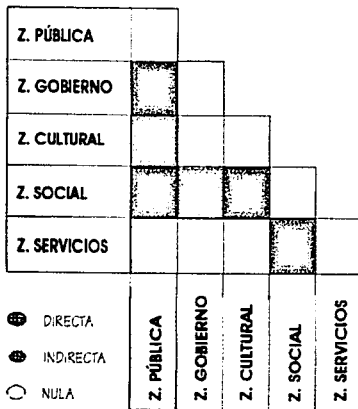 Z. PÚBLICA
Z. GOBIERNO
Z. CULTURAL
Z. SOCIAL
Z. SERVICIOS
DIRECTA
INDIRECTA
NULA
Z. PÚBLICA
Z. GOBIERNO
Z. CULTURAL
Z. SOCIAL
Z. SERVICIOS